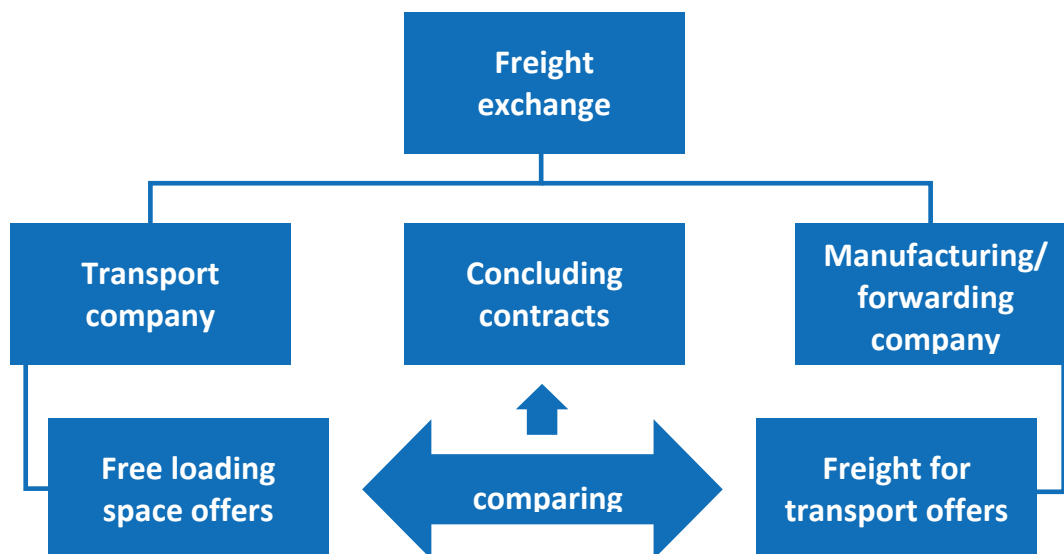 Freight
exchange
Transport
company
Concluding
contracts
Manufacturing/
forwarding
company
Free loading
space offers
comparing
Freight for
transport offers